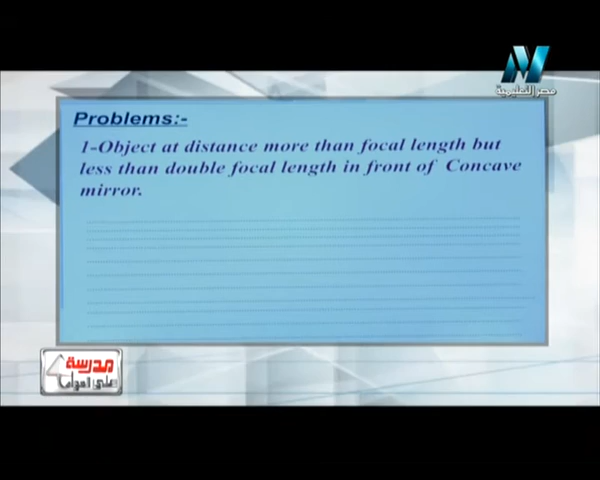 مصر التعليمية
Problems:-
1-Object at distance more than focal length but
less than double focal length in front of Concave
mirror.
مدرسة
على الهواء